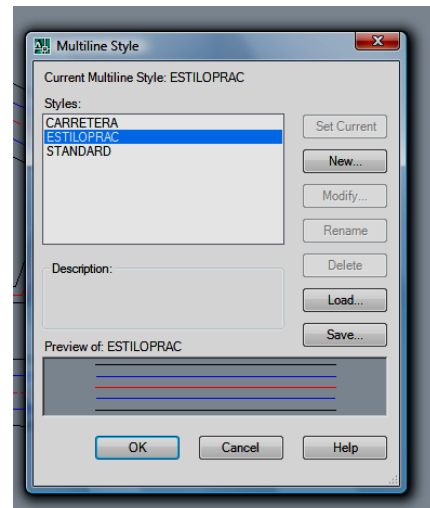 Multiline Style
Current Multiline Style: ESTILOPRAC
Styles:
CARRETERA
ESTILOPRAC
STANDARD
Set Current
New...
Modify...
Rename
Delete
Load...
Save...
Description:
Preview of: ESTILOPRAC
OK
Cancel
Help